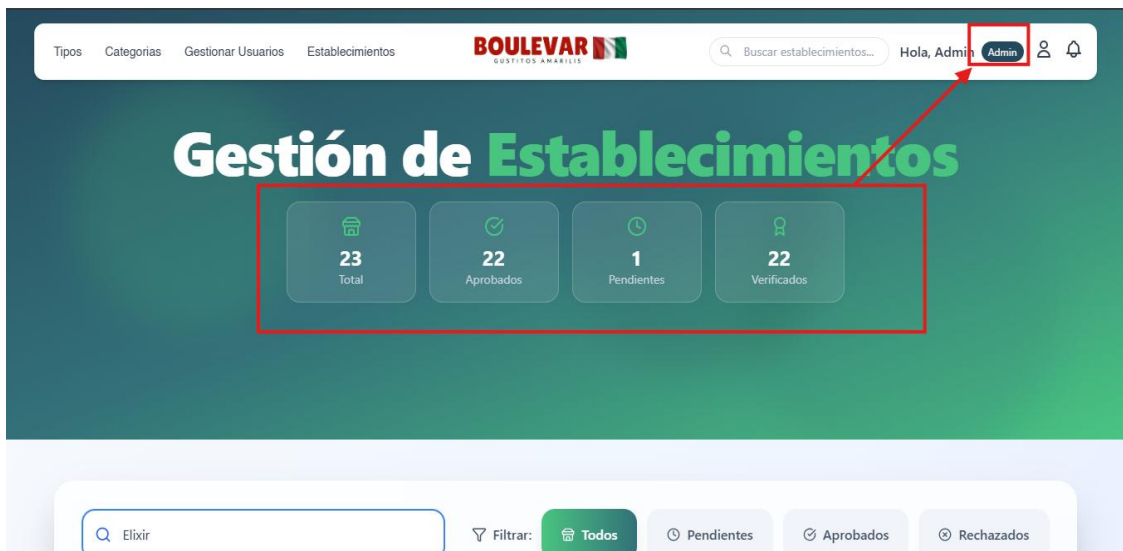 Tipos Categorias Gestionar Usuarios Establecimientos BOULEVAR Buscar establecimientos... Hola, Admin Admin
GUSTITOS AMARILIS
Gestión de Establecimientos
23 22 1 22
Total Aprobados Pendientes Verificados
Elixir Filtrar: Todos Pendientes Aprobados Rechazados